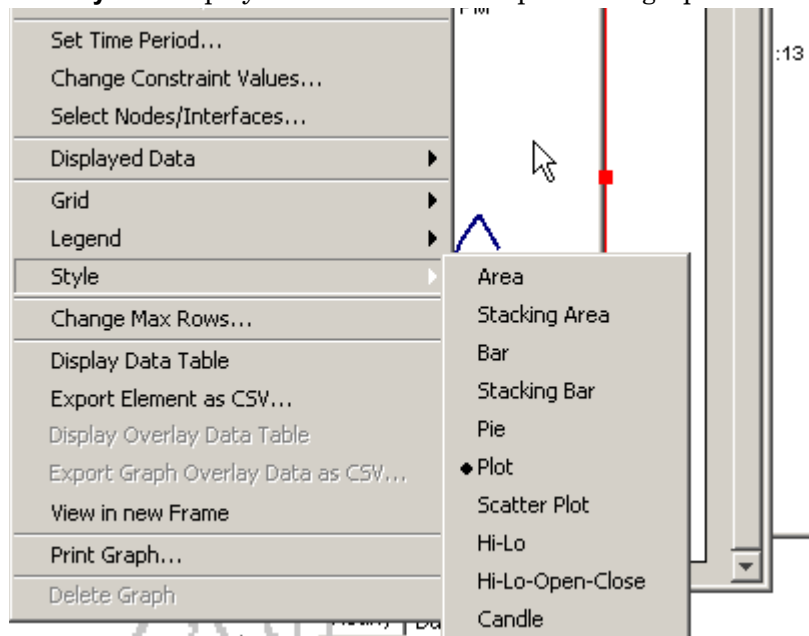 Set Time Period...
Change Constraint Values...
Select Nodes/Interfaces...
Displayed Data
Grid
Legend
Style
Change Max Rows...
Display Data Table
Export Element as CSV...
Display Overlay Data Table
Export Graph Overlay Data as CSV...
View in new Frame
Print Graph...
Delete Graph
:13
Area
Stacking Area
Bar
Stacking Bar
Pie
Plot
Scatter Plot
Hi-Lo
Hi-Lo-Open-Close
Candle